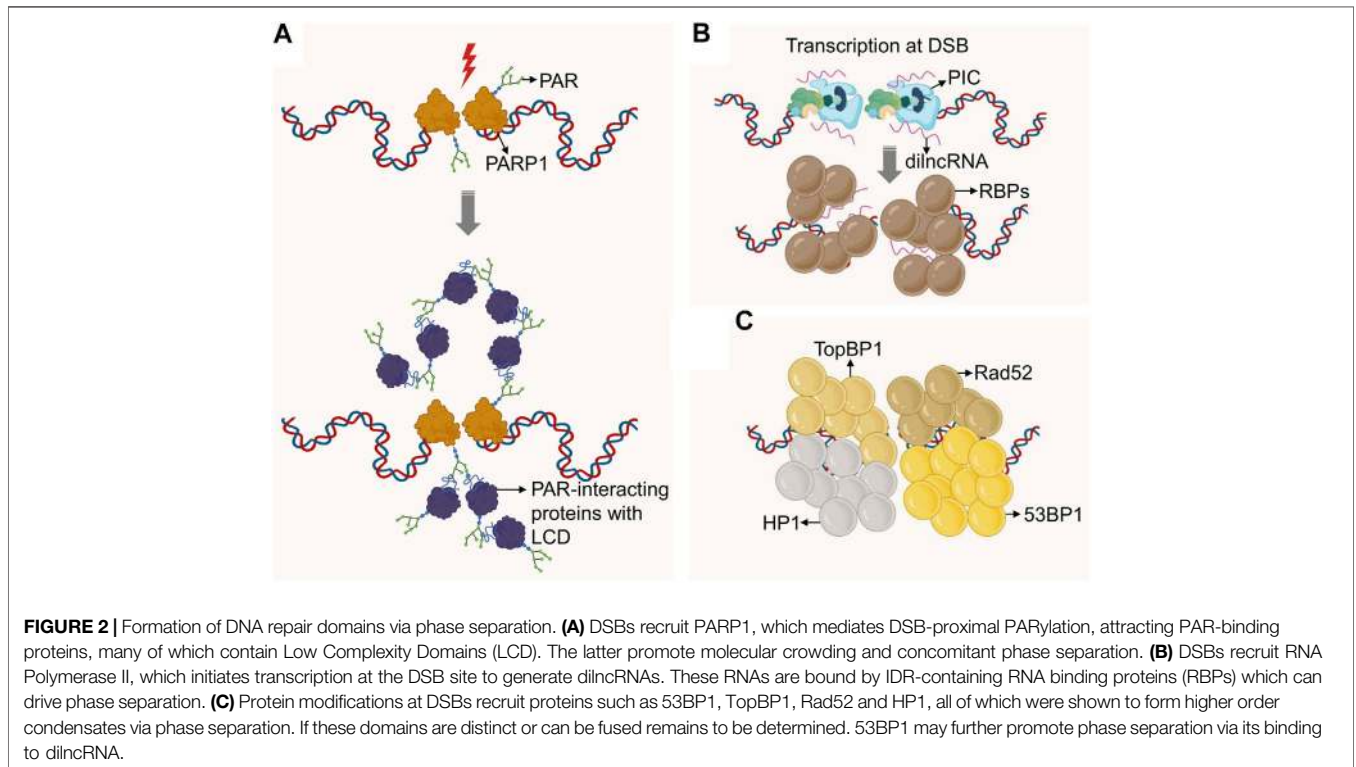 A
PAR
PARP1
PAR-interacting
proteins with
LCD
B
Transcription at DSB
PIC
dilncRNA
RBPs
C
TopBP1
Rad52
HP1
53BP1
FIGURE 2 | Formation of DNA repair domains via phase separation. (A) DSBs recruit PARP1, which mediates DSB-proximal PARylation, attracting PAR-binding
proteins, many of which contain Low Complexity Domains (LCD). The latter promote molecular crowding and concomitant phase separation. (B) DSBs recruit RNA
Polymerase II, which initiates transcription at the DSB site to generate dilncRNAs. These RNAs are bound by IDR-containing RNA binding proteins (RBPs) which can
drive phase separation. (C) Protein modifications at DSBs recruit proteins such as 53BP1, TopBP1, Rad52 and HP1, all of which were shown to form higher order
condensates via phase separation. If these domains are distinct or can be fused remains to be determined. 53BP1 may further promote phase separation via its binding
to dilncRNA.